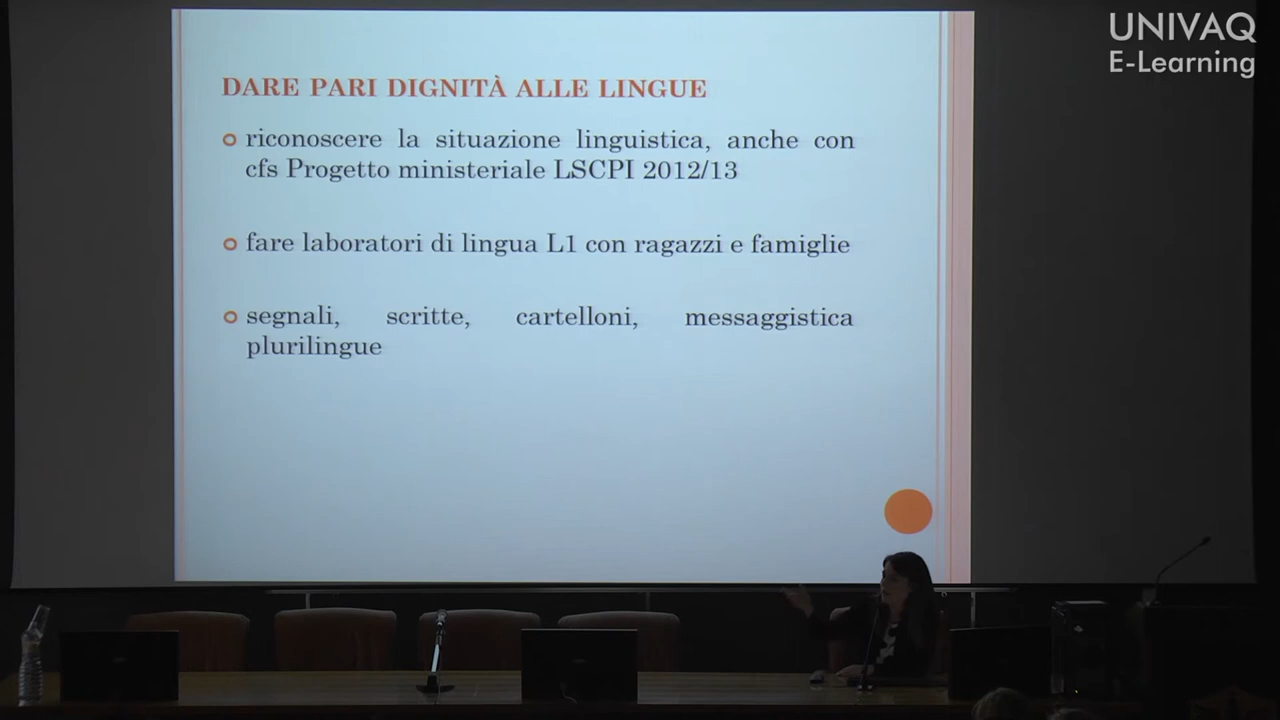 UNIVAQ
E-Learning
DARE PARI DIGNITÀ ALLE LINGUE
riconoscere la situazione linguistica, anche con
cfs Progetto ministeriale LSCPI 2012/13
fare laboratori di lingua L1 con ragazzi e famiglie
segnali, scritte, cartelloni, messaggistica
plurilingue